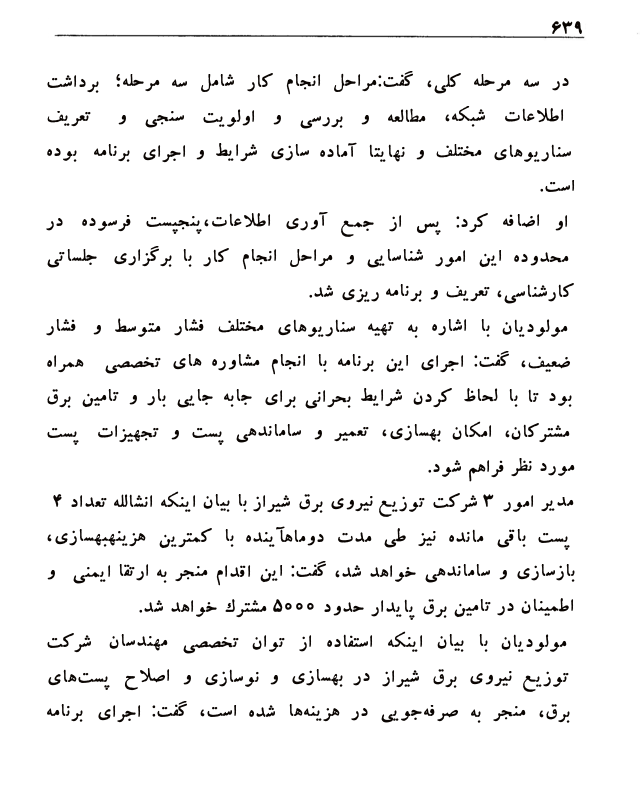 ۶۳۹
در سه مرحله کلی، گفت:مراحل انجام کار شامل سه مرحله؛ برداشت
اطلاعات شبکه، مطالعه و بررسی و اولویت سنجی و تعریف
سناریوهای مختلف و نهایتا آماده سازی شرایط و اجرای برنامه بوده
است.
او اضافه کرد: پس از جمع آوری اطلاعات،پنجپست فرسوده در
محدوده این امور شناسایی و مراحل انجام کار با برگزاری جلساتی
کارشناسی، تعریف و برنامه ریزی شد.
مولودیان با اشاره به تهیه سناریوهای مختلف فشار متوسط و فشار
ضعیف، گفت: اجرای این برنامه با انجام مشاوره های تخصصی همراه
بود تا با لحاظ کردن شرایط بحرانی برای جابه جایی بار و تامین برق
مشترکان، امکان بهسازی، تعمیر و ساماندهی پست و تجهیزات پست
مورد نظر فراهم شود.
مدیر امور ۳ شرکت توزیع نیروی برق شیراز با بیان اینکه انشالله تعداد ۴
پست باقی مانده نیز طی مدت دوماهآینده با کمترین هزینهبهسازی،
بازسازی و ساماندهی خواهد شد، گفت: این اقدام منجر به ارتقا ایمنی و
اطمینان در تامین برق پایدار حدود ۵۰۰۰ مشترك خواهد شد.
مولودیان با بیان اینکه استفاده از توان تخصصی مهندسان شرکت
توزیع نیروی برق شیراز در بهسازی و نوسازی و اصلاح پست‌های
برق، منجر به صرفه‌جویی در هزینه‌ها شده است، گفت: اجرای برنامه